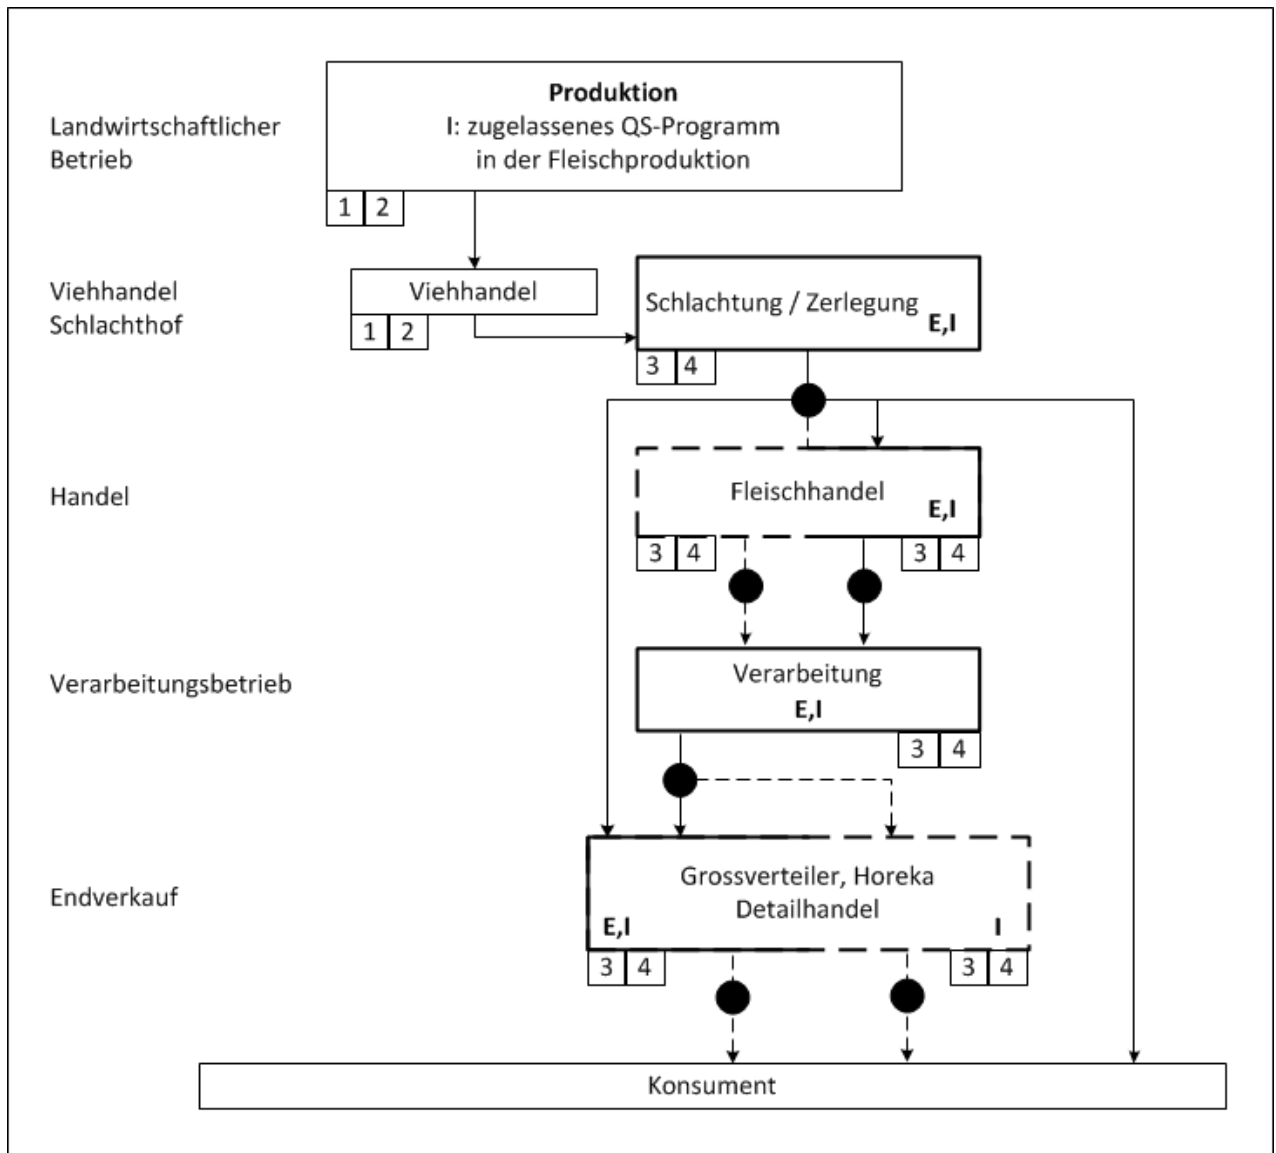 Produktion
Landwirtschaftlicher
Betrieb
I: zugelassenes QS-Programm
in der Fleischproduktion
1 2
Viehhandel
Schlachthof
Viehhandel
1 2
Schlachtung / Zerlegung
E,I
3 4
Handel
Fleischhandel
E,I
3 4
3 4
Verarbeitungsbetrieb
Verarbeitung
E,I
3 4
Endverkauf
Grossverteiler, Horeka
Detailhandel
E,I
I
3 4
3 4
Konsument